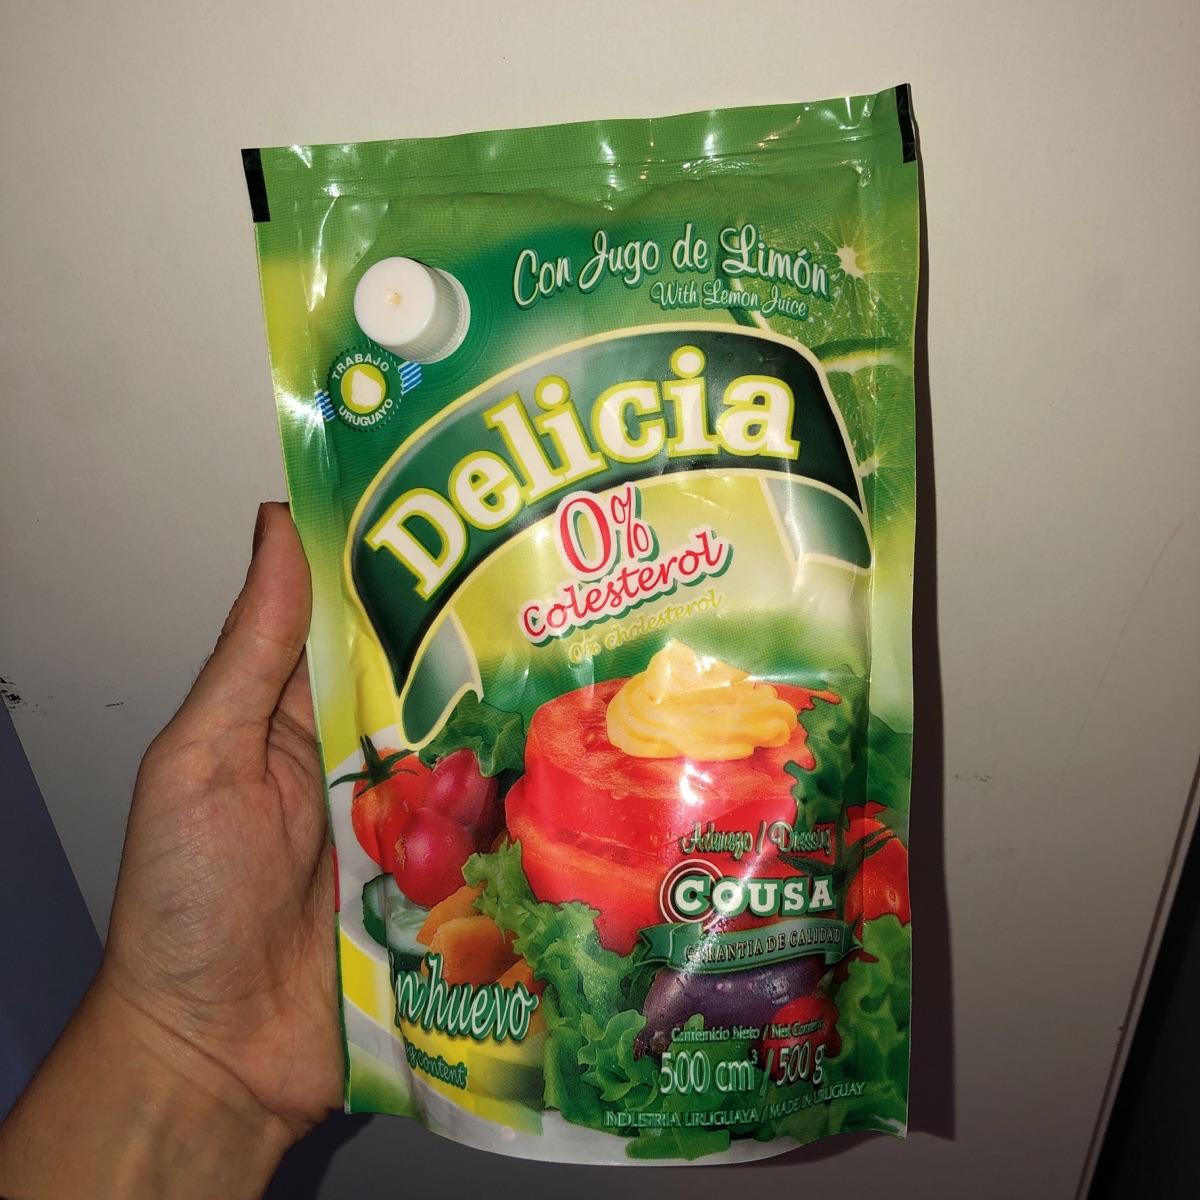 Con Jugo de Limón
With Lemon Juice
TRABAJO
URUGUAYO
Delicia
0%
Colesterol
0% cholesterol
Aderezo / Dressing
COUSA
GARANTIA DE CALIDAD
huevo
content
Contenido Neto / Net Content
500 cm³ / 500 g
INDUSTRIA URUGUAYA / MADE IN URUGUAY